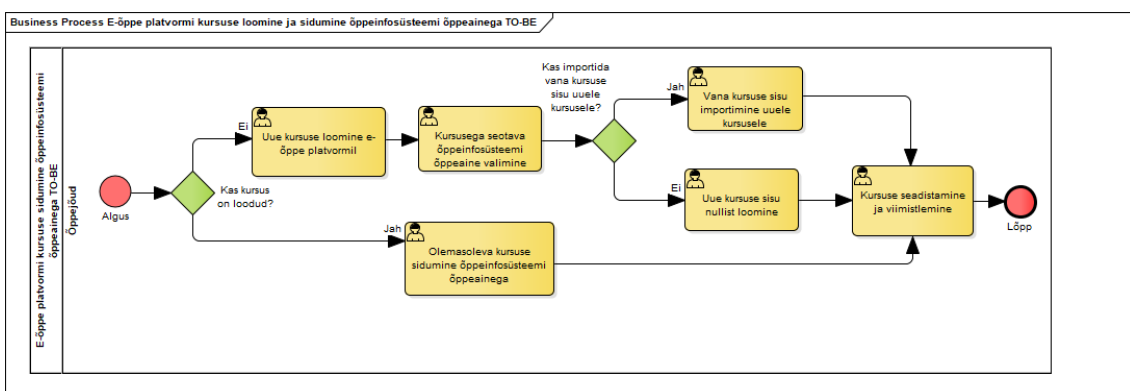 Business Process E-õppe platvormi kursuse loomine ja sidumine õppeinfosüsteemi õppeainega TO-BE
E-õppe platvormi kursuse sidumine õppeinfosüsteemi
õppeainega TO-BE
Õppejõud
Algus
Kas kursus
on loodud?
Ei
Uue kursuse loomine e-
õppe platvormil
Kursusega seotava
õppeinfosüsteemi
õppeaine valimine
Kas importida
vana kursuse
sisu uuele
kursusele?
Jah
Vana kursuse sisu
importimine uuele
kursusele
Ei
Uue kursuse sisu
nullist loomine
Jah
Olemasoleva kursuse
sidumine õppeinfosüsteemi
õppeainega
Kursuse seadistamine
ja viimistlemine
Lõpp